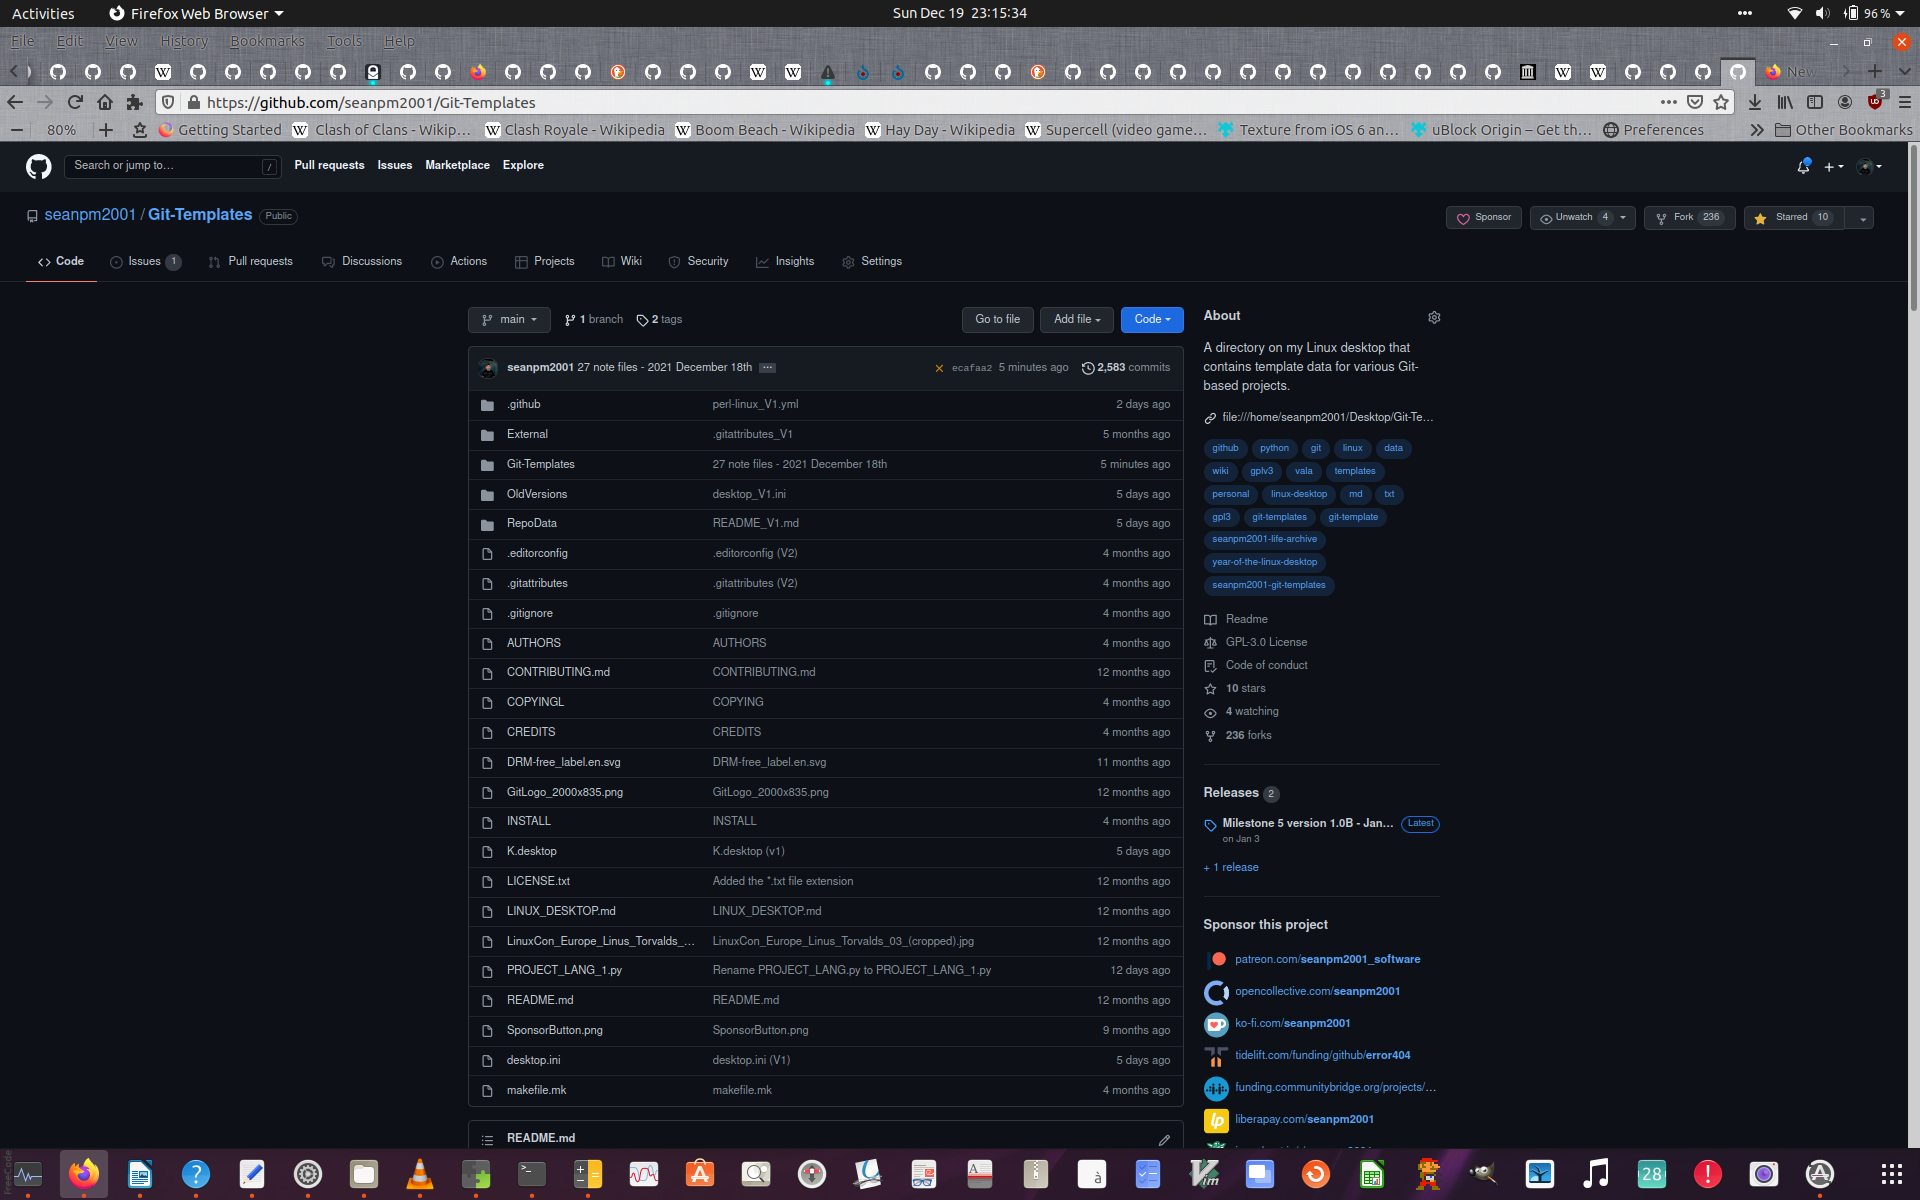 Activities Firefox Web Browser Sun Dec 19 23:15:34 96 %
File Edit View History Bookmarks Tools Help
New
https://github.com/seanpm2001/Git-Templates 3
80% Getting Started Clash of Clans - Wikip… Clash Royale - Wikipedia Boom Beach - Wikipedia Hay Day - Wikipedia Supercell (video game… Texture from iOS 6 an… uBlock Origin – Get th… Preferences Other Bookmarks
Search or jump to… / Pull requests Issues Marketplace Explore
seanpm2001 / Git-Templates Public Sponsor Unwatch 4 Fork 236 Starred 10
Code Issues 1 Pull requests Discussions Actions Projects Wiki Security Insights Settings
main 1 branch 2 tags Go to file Add file Code
seanpm2001 27 note files - 2021 December 18th ecafaa2 5 minutes ago 2,583 commits
.github perl-linux_V1.yml 2 days ago
External .gitattributes_V1 5 months ago
Git-Templates 27 note files - 2021 December 18th 5 minutes ago
OldVersions desktop_V1.ini 5 days ago
RepoData README_V1.md 5 days ago
.editorconfig .editorconfig (V2) 4 months ago
.gitattributes .gitattributes (V2) 4 months ago
.gitignore .gitignore 4 months ago
AUTHORS AUTHORS 4 months ago
CONTRIBUTING.md CONTRIBUTING.md 12 months ago
COPYINGL COPYING 4 months ago
CREDITS CREDITS 4 months ago
DRM-free_label.en.svg DRM-free_label.en.svg 11 months ago
GitLogo_2000x835.png GitLogo_2000x835.png 12 months ago
INSTALL INSTALL 4 months ago
K.desktop K.desktop (v1) 5 days ago
LICENSE.txt Added the *.txt file extension 12 months ago
LINUX_DESKTOP.md LINUX_DESKTOP.md 12 months ago
LinuxCon_Europe_Linus_Torvalds_… LinuxCon_Europe_Linus_Torvalds_03_(cropped).jpg 12 months ago
PROJECT_LANG_1.py Rename PROJECT_LANG.py to PROJECT_LANG_1.py 12 days ago
README.md README.md 12 months ago
SponsorButton.png SponsorButton.png 9 months ago
desktop.ini desktop.ini (V1) 5 days ago
makefile.mk makefile.mk 4 months ago
README.md
About
A directory on my Linux desktop that
contains template data for various Git-
based projects.
file:///home/seanpm2001/Desktop/Git-Te…
github python git linux data
wiki gplv3 vala templates
personal linux-desktop md txt
gpl3 git-templates git-template
seanpm2001-life-archive
year-of-the-linux-desktop
seanpm2001-git-templates
Readme
GPL-3.0 License
Code of conduct
10 stars
4 watching
236 forks
Releases 2
Milestone 5 version 1.0B - Jan… Latest
on Jan 3
+ 1 release
Sponsor this project
patreon.com/seanpm2001_software
opencollective.com/seanpm2001
ko-fi.com/seanpm2001
tidelift.com/funding/github/error404
funding.communitybridge.org/projects/…
liberapay.com/seanpm2001
28